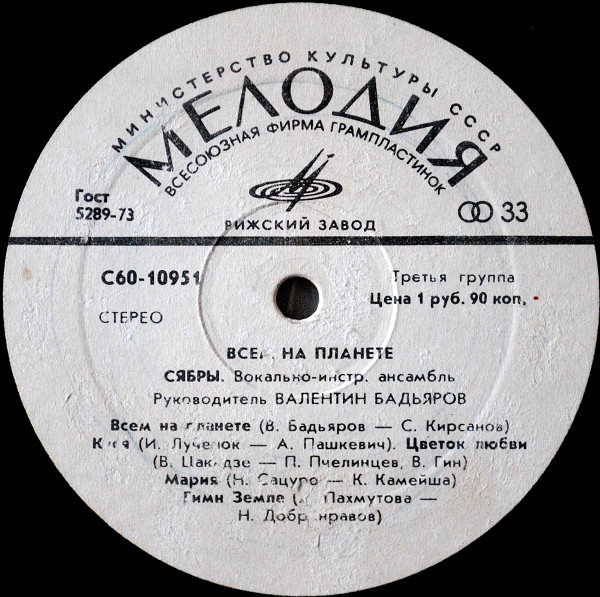 МИНИСТЕРСТВО КУЛЬТУРЫ СССР
МЕЛОДИЯ
ВСЕСОЮЗНАЯ ФИРМА ГРАМПЛАСТИНОК
Гост
5289-73
33
РИЖСКИЙ ЗАВОД
С60-10951
Третья группа
Цена 1 руб. 90 коп.
СТЕРЕО
ВСЕМ НА ПЛАНЕТЕ
СЯБРЫ. Вокально-инстр. ансамбль
Руководитель ВАЛЕНТИН БАДЬЯРОВ
Всем на планете (В. Бадьяров — С. Кирсанов)
(И. Лученок — А. Пашкевич). Цветок любви
(В. — П. Пчелинцев, В. Гин)
Мария (Н. Сацуро — К. Камейша)
Гимн Земле (А. Пахмутова —
Н. Добронравов)